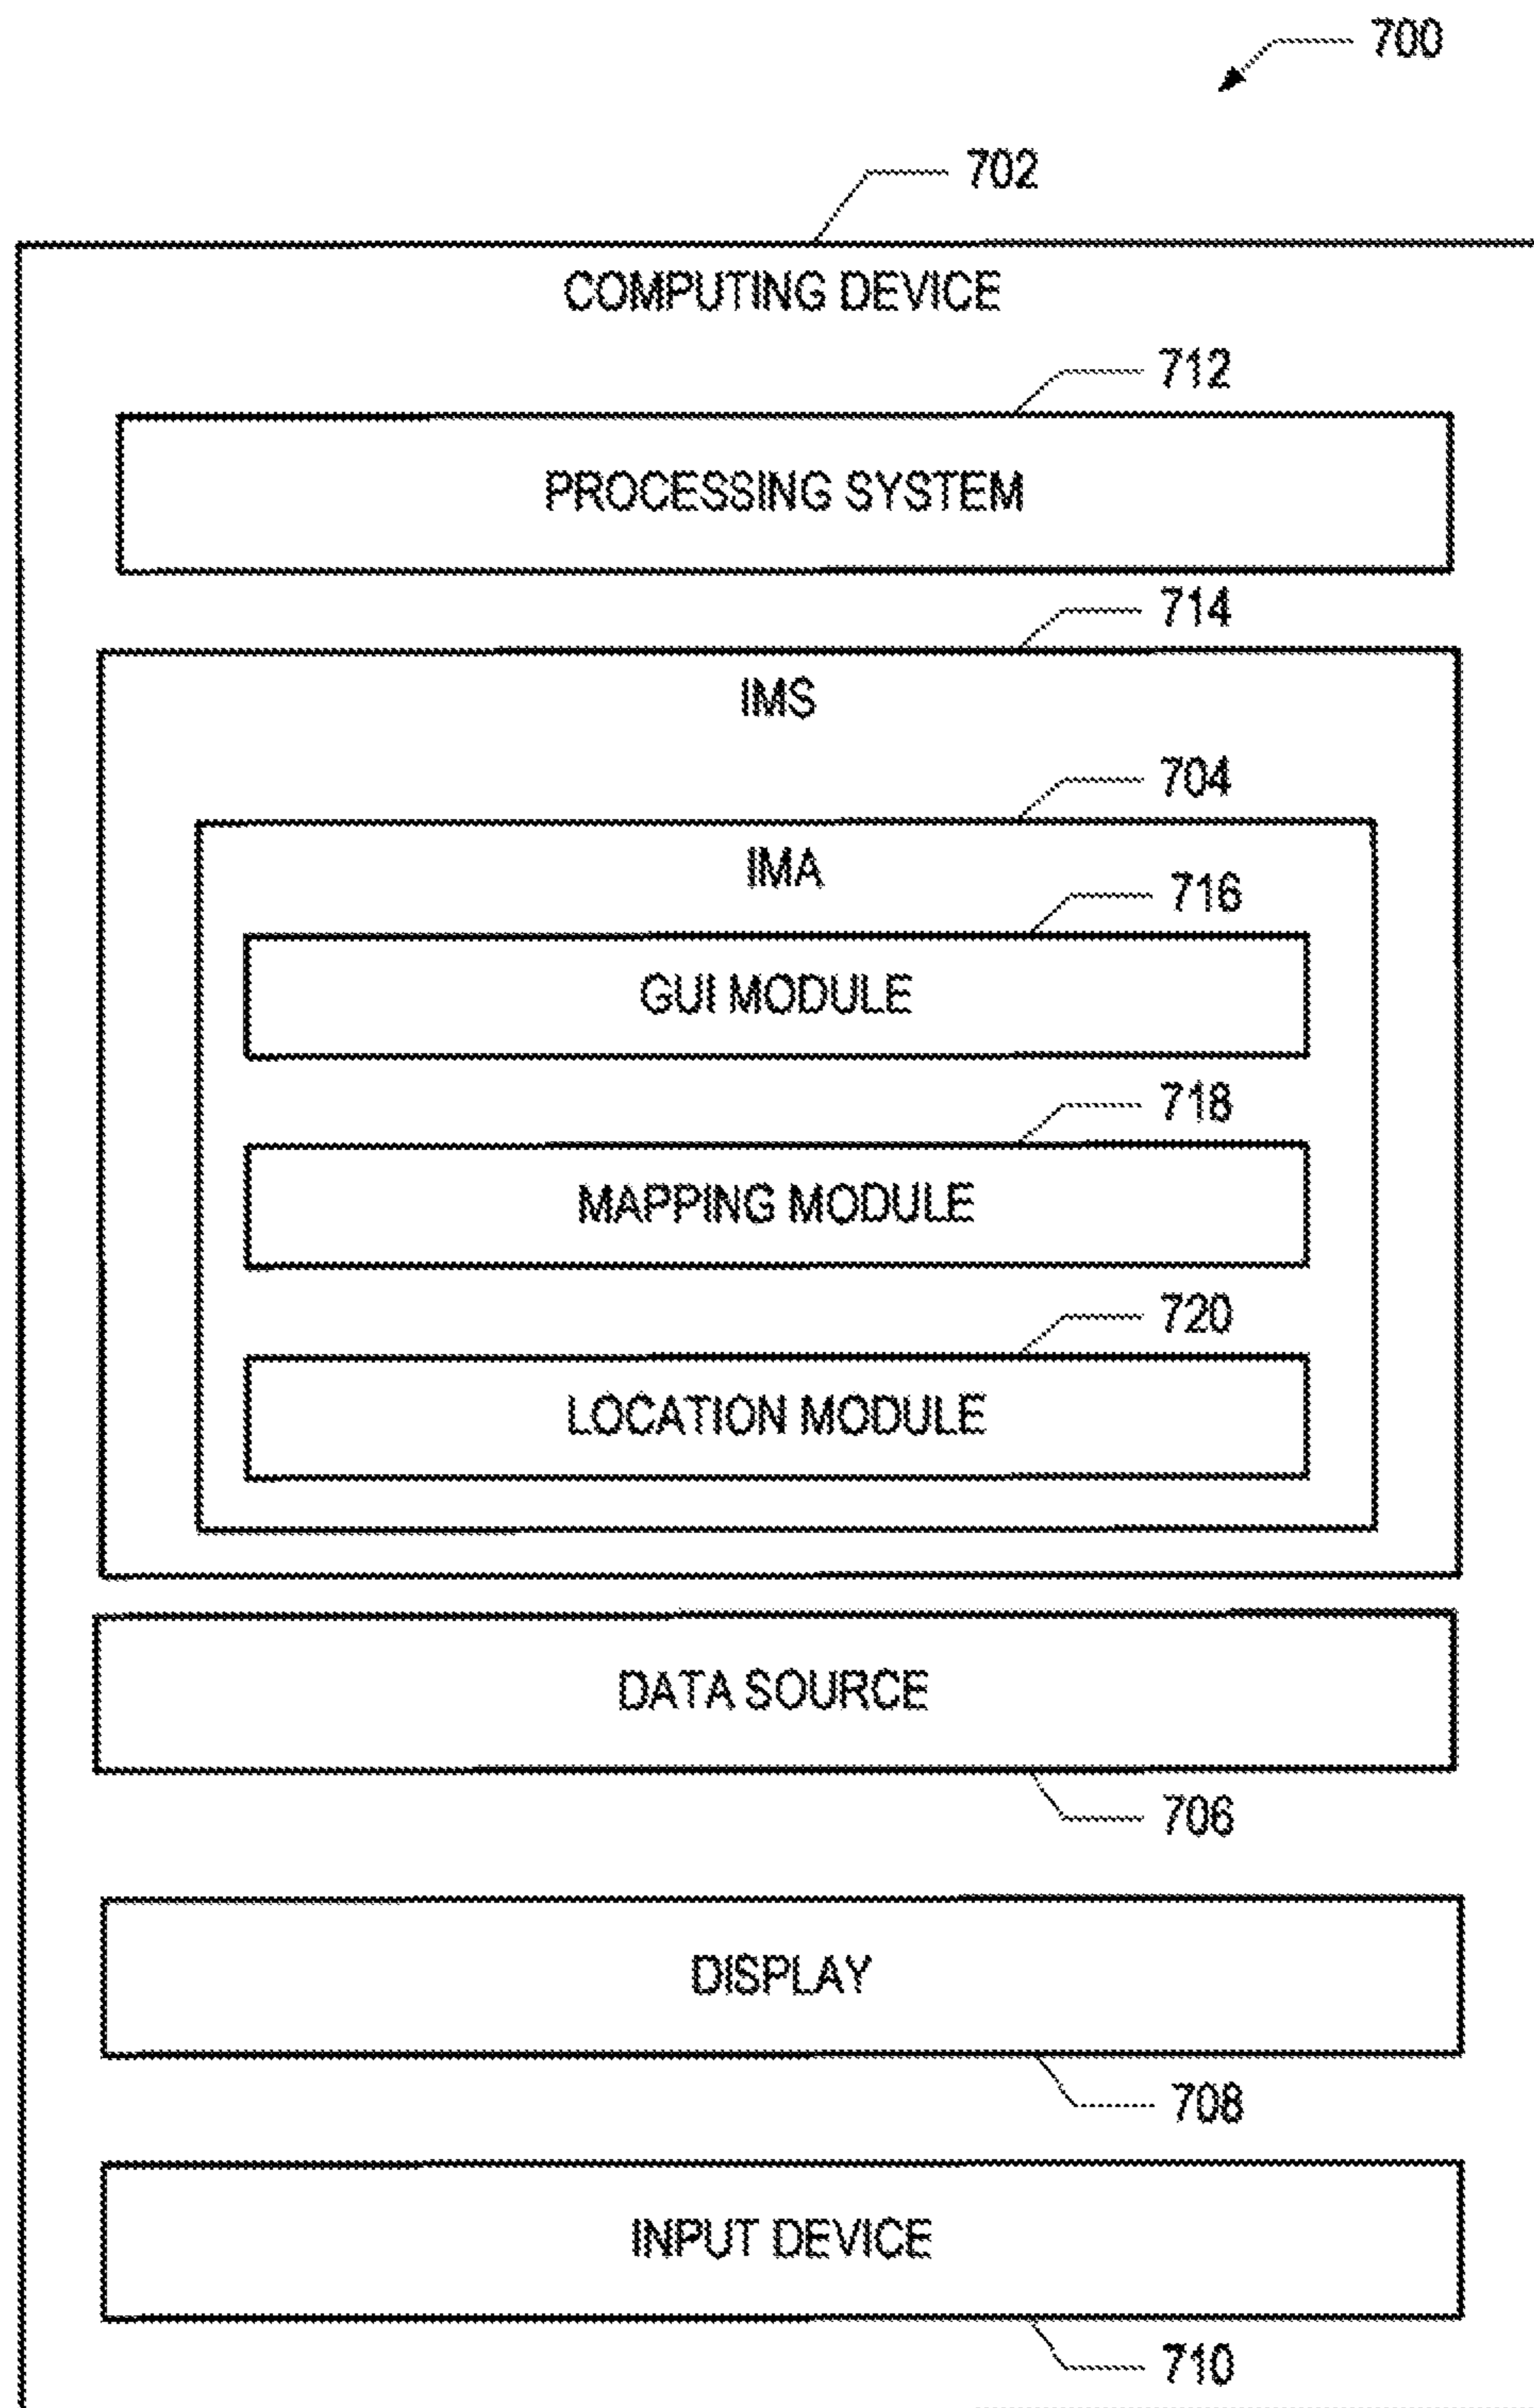 700
702
COMPUTING DEVICE
712
PROCESSING SYSTEM
714
IMS
704
IMA
716
GUI MODULE
718
MAPPING MODULE
720
LOCATION MODULE
DATA SOURCE
706
DISPLAY
708
INPUT DEVICE
710